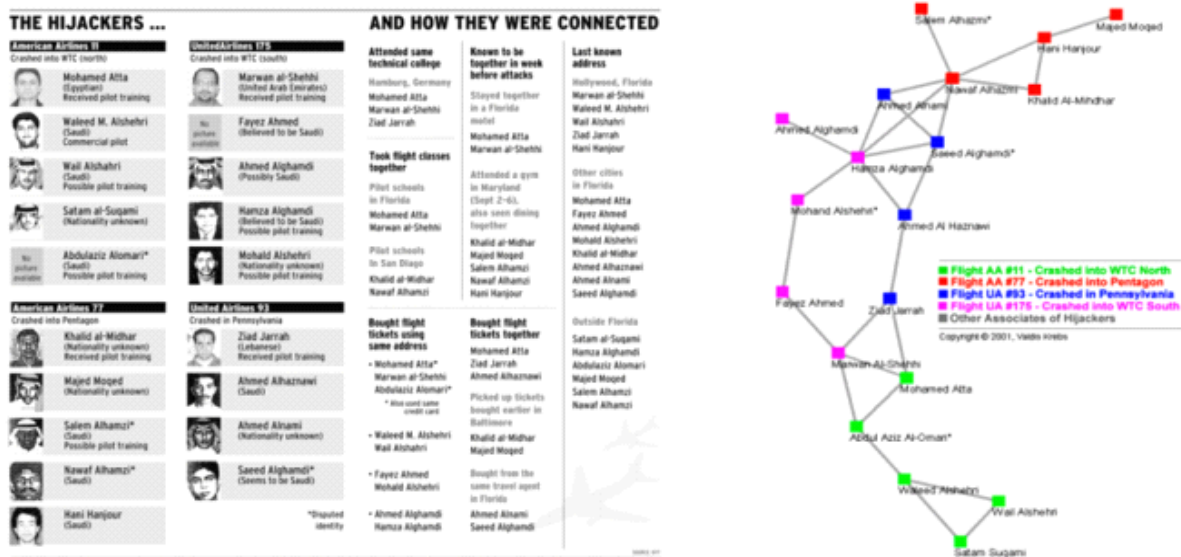 THE HIJACKERS ...
American Airlines 11
Crashed into WTC (north)
Mohamed Atta
(Egyptian)
Received pilot training
Waleed M. Alshehri
(Saudi)
Commercial pilot
Wail Alshahri
(Saudi)
Possible pilot training
Satam al-Suqami
(Nationality unknown)
No
picture
available
Abdulaziz Alomari*
(Saudi)
Possible pilot training
UnitedAirlines 175
Crashed into WTC (south)
Marwan al-Shehhi
(United Arab Emirates)
Received pilot training
No
picture
available
Fayez Ahmed
(Believed to be Saudi)
Ahmed Alghamdi
(Possibly Saudi)
Hamza Alghamdi
(Believed to be Saudi)
Possible pilot training
Mohald Alshehri
(Nationality unknown)
Possible pilot training
American Airlines 77
Crashed into Pentagon
Khalid al-Midhar
(Nationality unknown)
Received pilot training
Majed Moqed
(Nationality unknown)
Salem Alhamzi*
(Saudi)
Possible pilot training
Nawaf Alhamzi*
(Saudi)
Hani Hanjour
(Saudi)
United Airlines 93
Crashed in Pennsylvania
Ziad Jarrah
(Lebanese)
Received pilot training
Ahmed Alhaznawi
(Saudi)
Ahmed Alnami
(Nationality unknown)
Saeed Alghamdi*
(Seems to be Saudi)
*Disputed
identity
AND HOW THEY WERE CONNECTED
Attended same
technical college
Hamburg, Germany
Mohamed Atta
Marwan al-Shehhi
Ziad Jarrah
Took flight classes
together
Pilot schools
in Florida
Mohamed Atta
Marwan al-Shehhi
Pilot schools
In San Diego
Khalid al-Midhar
Nawaf Alhamzi
Bought flight
tickets using
same address
• Mohamed Atta*
Marwan al-Shehhi
Abdulaziz Alomari*
* Also used same
credit card
• Waleed M. Alshehri
Wail Alshahri
• Fayez Ahmed
Mohald Alshehri
• Ahmed Alghamdi
Hamza Alghamdi
Known to be
together in week
before attacks
Stayed together
in a Florida
motel
Mohamed Atta
Marwan al-Shehhi
Attended a gym
in Maryland
(Sept 2-6),
also seen dining
together
Khalid al-Midhar
Majed Moqed
Salem Alhamzi
Nawaf Alhamzi
Hani Hanjour
Bought flight
tickets together
Mohamed Atta
Ziad Jarrah
Ahmed Alhaznawi
Picked up tickets
bought earlier in
Baltimore
Khalid al-Midhar
Majed Moqed
Bought from the
same travel agent
in Florida
Ahmed Alnami
Saeed Alghamdi
Last known
address
Hollywood, Florida
Marwan al-Shehhi
Waleed M. Alshehri
Wail Alshahri
Ziad Jarrah
Hani Hanjour
Other cities
in Florida
Mohamed Atta
Fayez Ahmed
Ahmed Alghamdi
Mohald Alshehri
Khalid al-Midhar
Ahmed Alhaznawi
Ahmed Alnami
Saeed Alghamdi
Outside Florida
Satam al-Suqami
Hamza Alghamdi
Abdulaziz Alomari
Majed Moqed
Salem Alhamzi
Nawaf Alhamzi
Salem Alhazmi*
Majed Moqed
Hani Hanjour
Nawaf Alhazmi
Khalid Al-Mihdhar
Ahmed Alnami
Ahmed Alghamdi
Saeed Alghamdi*
Hamza Alghamdi
Mohand Alshehri*
Ahmed Al Haznawi
Flight AA #11 - Crashed into WTC North
Flight AA #77 - Crashed into Pentagon
Flight UA #93 - Crashed in Pennsylvania
Flight UA #175 - Crashed into WTC South
Other Associates of Hijackers
Copyright © 2001, Valdis Krebs
Fayez Ahmed
Ziad Jarrah
Marwan Al-Shehhi
Mohamed Atta
Abdul Aziz Al-Omari*
Waleed Alshehri
Wail Alshehri
Satam Suqami